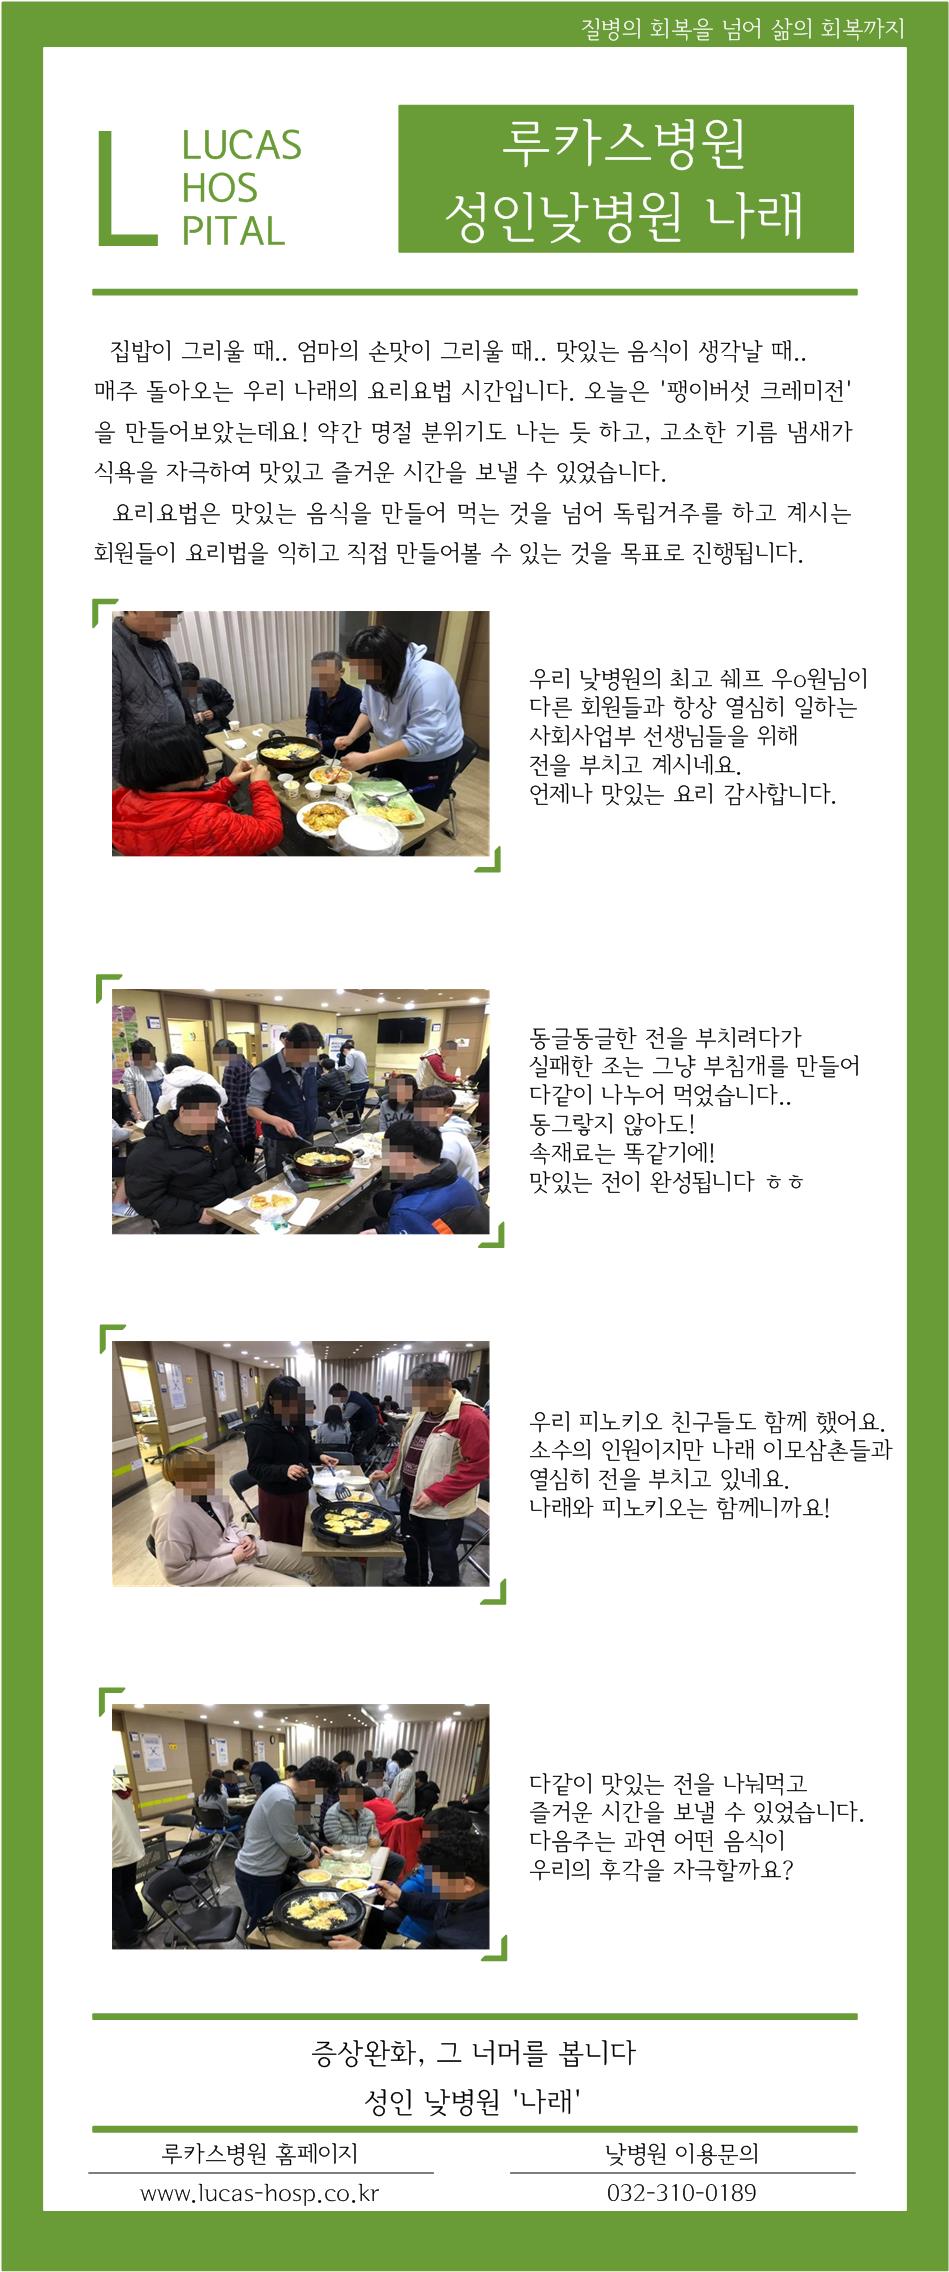 질병의 회복을 넘어 삶의 회복까지
LUCAS
HOS
PITAL
루카스병원
성인낮병원 나래
집밥이 그리울 때.. 엄마의 손맛이 그리울 때.. 맛있는 음식이 생각날 때..
매주 돌아오는 우리 나래의 요리요법 시간입니다. 오늘은 '팽이버섯 크레미전'
을 만들어보았는데요! 약간 명절 분위기도 나는 듯 하고, 고소한 기름 냄새가
식욕을 자극하여 맛있고 즐거운 시간을 보낼 수 있었습니다.
요리요법은 맛있는 음식을 만들어 먹는 것을 넘어 독립거주를 하고 계시는
회원들이 요리법을 익히고 직접 만들어볼 수 있는 것을 목표로 진행됩니다.
우리 낮병원의 최고 쉐프 우o원님이
다른 회원들과 항상 열심히 일하는
사회사업부 선생님들을 위해
전을 부치고 계시네요.
언제나 맛있는 요리 감사합니다.
동글동글한 전을 부치려다가
실패한 조는 그냥 부침개를 만들어
다같이 나누어 먹었습니다..
동그랗지 않아도!
속재료는 똑같기에!
맛있는 전이 완성됩니다 ㅎㅎ
우리 피노키오 친구들도 함께 했어요.
소수의 인원이지만 나래 이모삼촌들과
열심히 전을 부치고 있네요.
나래와 피노키오는 함께니까요!
다같이 맛있는 전을 나눠먹고
즐거운 시간을 보낼 수 있었습니다.
다음주는 과연 어떤 음식이
우리의 후각을 자극할까요?
증상완화, 그 너머를 봅니다
성인 낮병원 '나래'
루카스병원 홈페이지
낮병원 이용문의
www.lucas-hosp.co.kr
032-310-0189